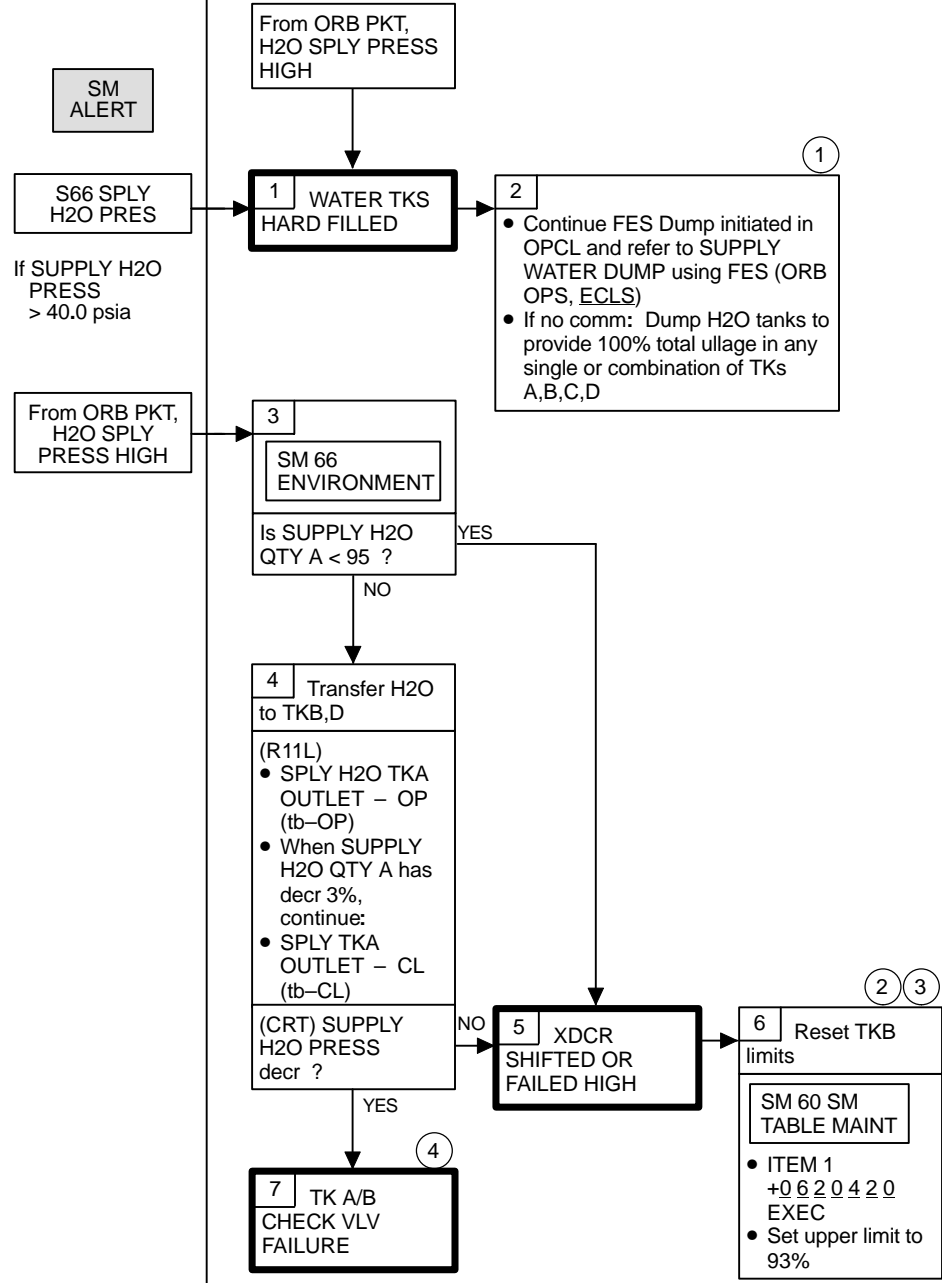 From ORB PKT,
H2O SPLY PRESS
HIGH
SM
ALERT
S66 SPLY
H2O PRES
If SUPPLY H2O
PRESS
> 40.0 psia
1 WATER TKS
HARD FILLED
1
2
• Continue FES Dump initiated in
OPCL and refer to SUPPLY
WATER DUMP using FES (ORB
OPS, ECLS)
• If no comm: Dump H2O tanks to
provide 100% total ullage in any
single or combination of TKs
A,B,C,D
From ORB PKT,
H2O SPLY
PRESS HIGH
3
SM 66
ENVIRONMENT
Is SUPPLY H2O
QTY A < 95 ?
YES
NO
4 Transfer H2O
to TKB,D
(R11L)
• SPLY H2O TKA
OUTLET – OP
(tb–OP)
• When SUPPLY
H2O QTY A has
decr 3%,
continue:
• SPLY TKA
OUTLET – CL
(tb–CL)
(CRT) SUPPLY
H2O PRESS
decr ?
NO
YES
5 XDCR
SHIFTED OR
FAILED HIGH
2 3
6 Reset TKB
limits
SM 60 SM
TABLE MAINT
• ITEM 1
+0 6 2 0 4 2 0
EXEC
• Set upper limit to
93%
4
7 TK A/B
CHECK VLV
FAILURE